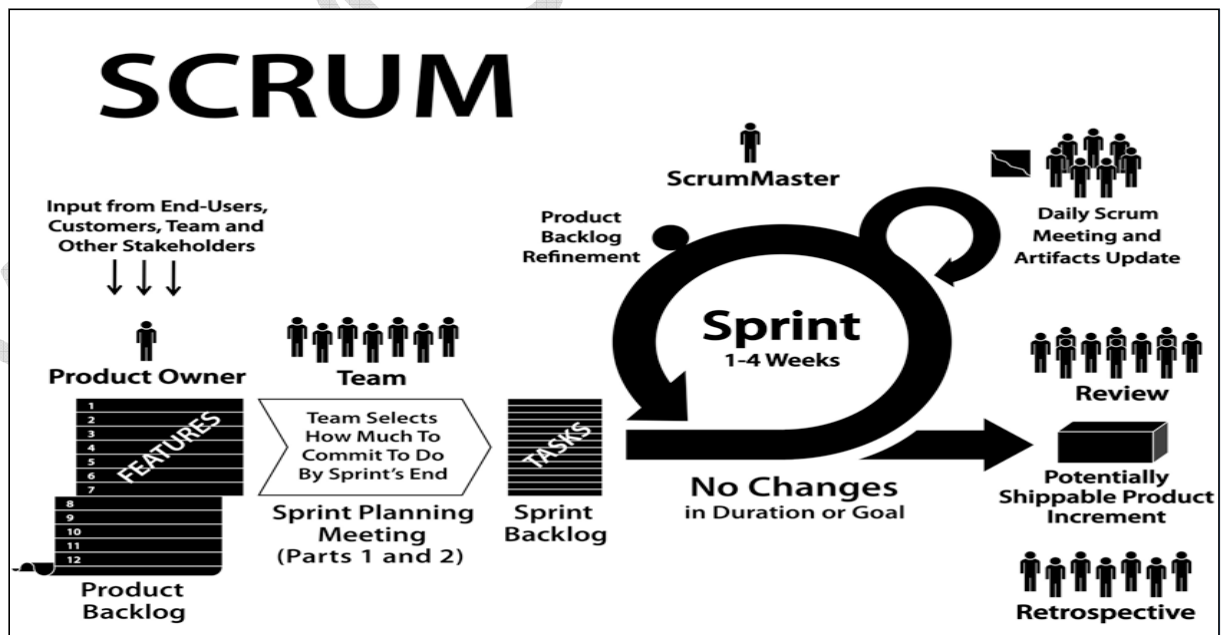 SCRUM
Input from End-Users,
Customers, Team and
Other Stakeholders
Product Owner
Team
1
2
3
4
5
6
7
FEATURES
8
9
10
11
12
Product
Backlog
Team Selects
How Much To
Commit To Do
By Sprint's End
Sprint Planning
Meeting
(Parts 1 and 2)
TASKS
Sprint
Backlog
Product
Backlog
Refinement
ScrumMaster
Sprint
1-4 Weeks
No Changes
in Duration or Goal
Daily Scrum
Meeting and
Artifacts Update
Review
Potentially
Shippable Product
Increment
Retrospective